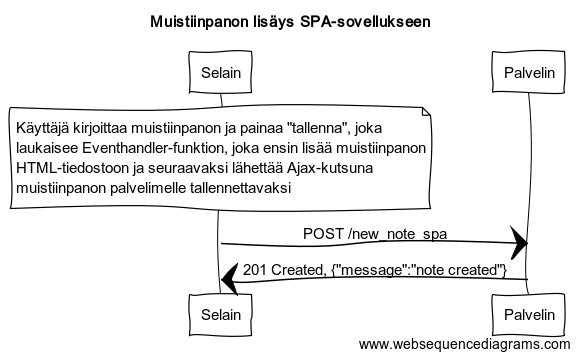 Muistiinpanon lisäys SPA-sovellukseen
Selain
Palvelin
Käyttäjä kirjoittaa muistiinpanon ja painaa "tallenna", joka
laukaisee Eventhandler-funktion, joka ensin lisää muistiinpanon
HTML-tiedostoon ja seuraavaksi lähettää Ajax-kutsuna
muistiinpanon palvelimelle tallennettavaksi
POST /new_note_spa
201 Created, {"message":"note created"}
Selain
Palvelin
www.websequencediagrams.com